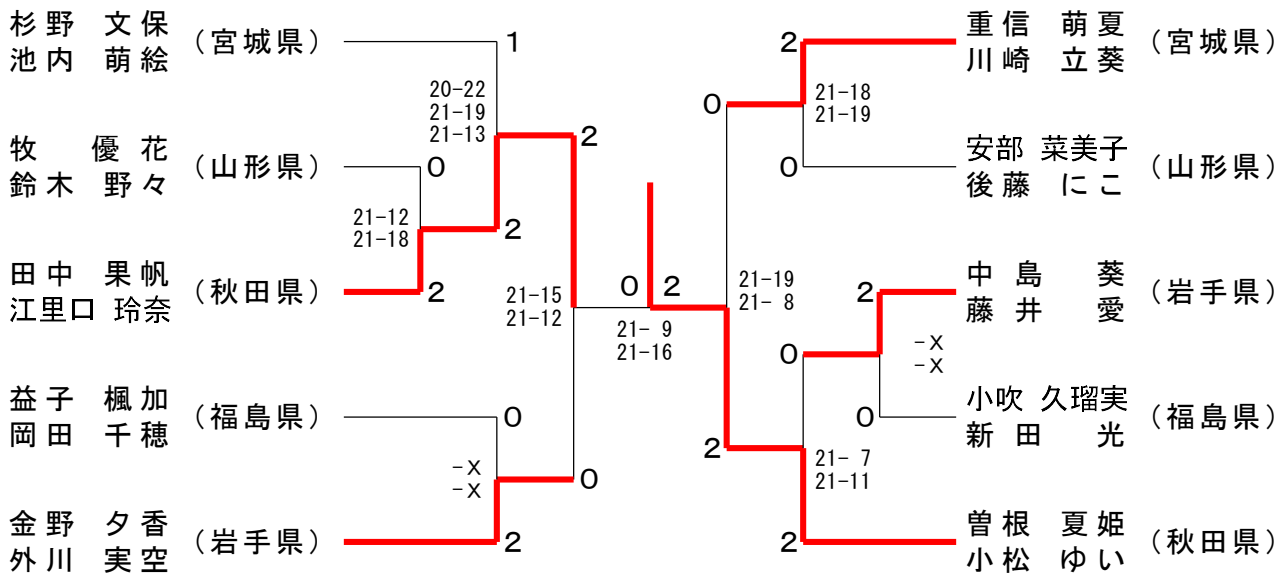 杉野 文保
池内 萌絵
(宮城県)
1
20-22
21-19
21-13
2
牧 優花
鈴木 野々
(山形県)
0
21-12
21-18
2
田中 果帆
江里口 玲奈
(秋田県)
2
21-15
21-12
益子 楓加
岡田 千穂
(福島県)
0
-X
-X
0
金野 夕香
外川 実空
(岩手県)
2
0 2
21- 9
21-16
重信 萌夏
川崎 立葵
(宮城県)
2
0
21-18
21-19
安部 菜美子
後藤 にこ
(山形県)
0
21-19
21- 8
中島 葵
藤井 愛
(岩手県)
2
0
-X
-X
小吹 久瑠実
新田 光
(福島県)
0
2
21- 7
21-11
曽根 夏姫
小松 ゆい
(秋田県)
2